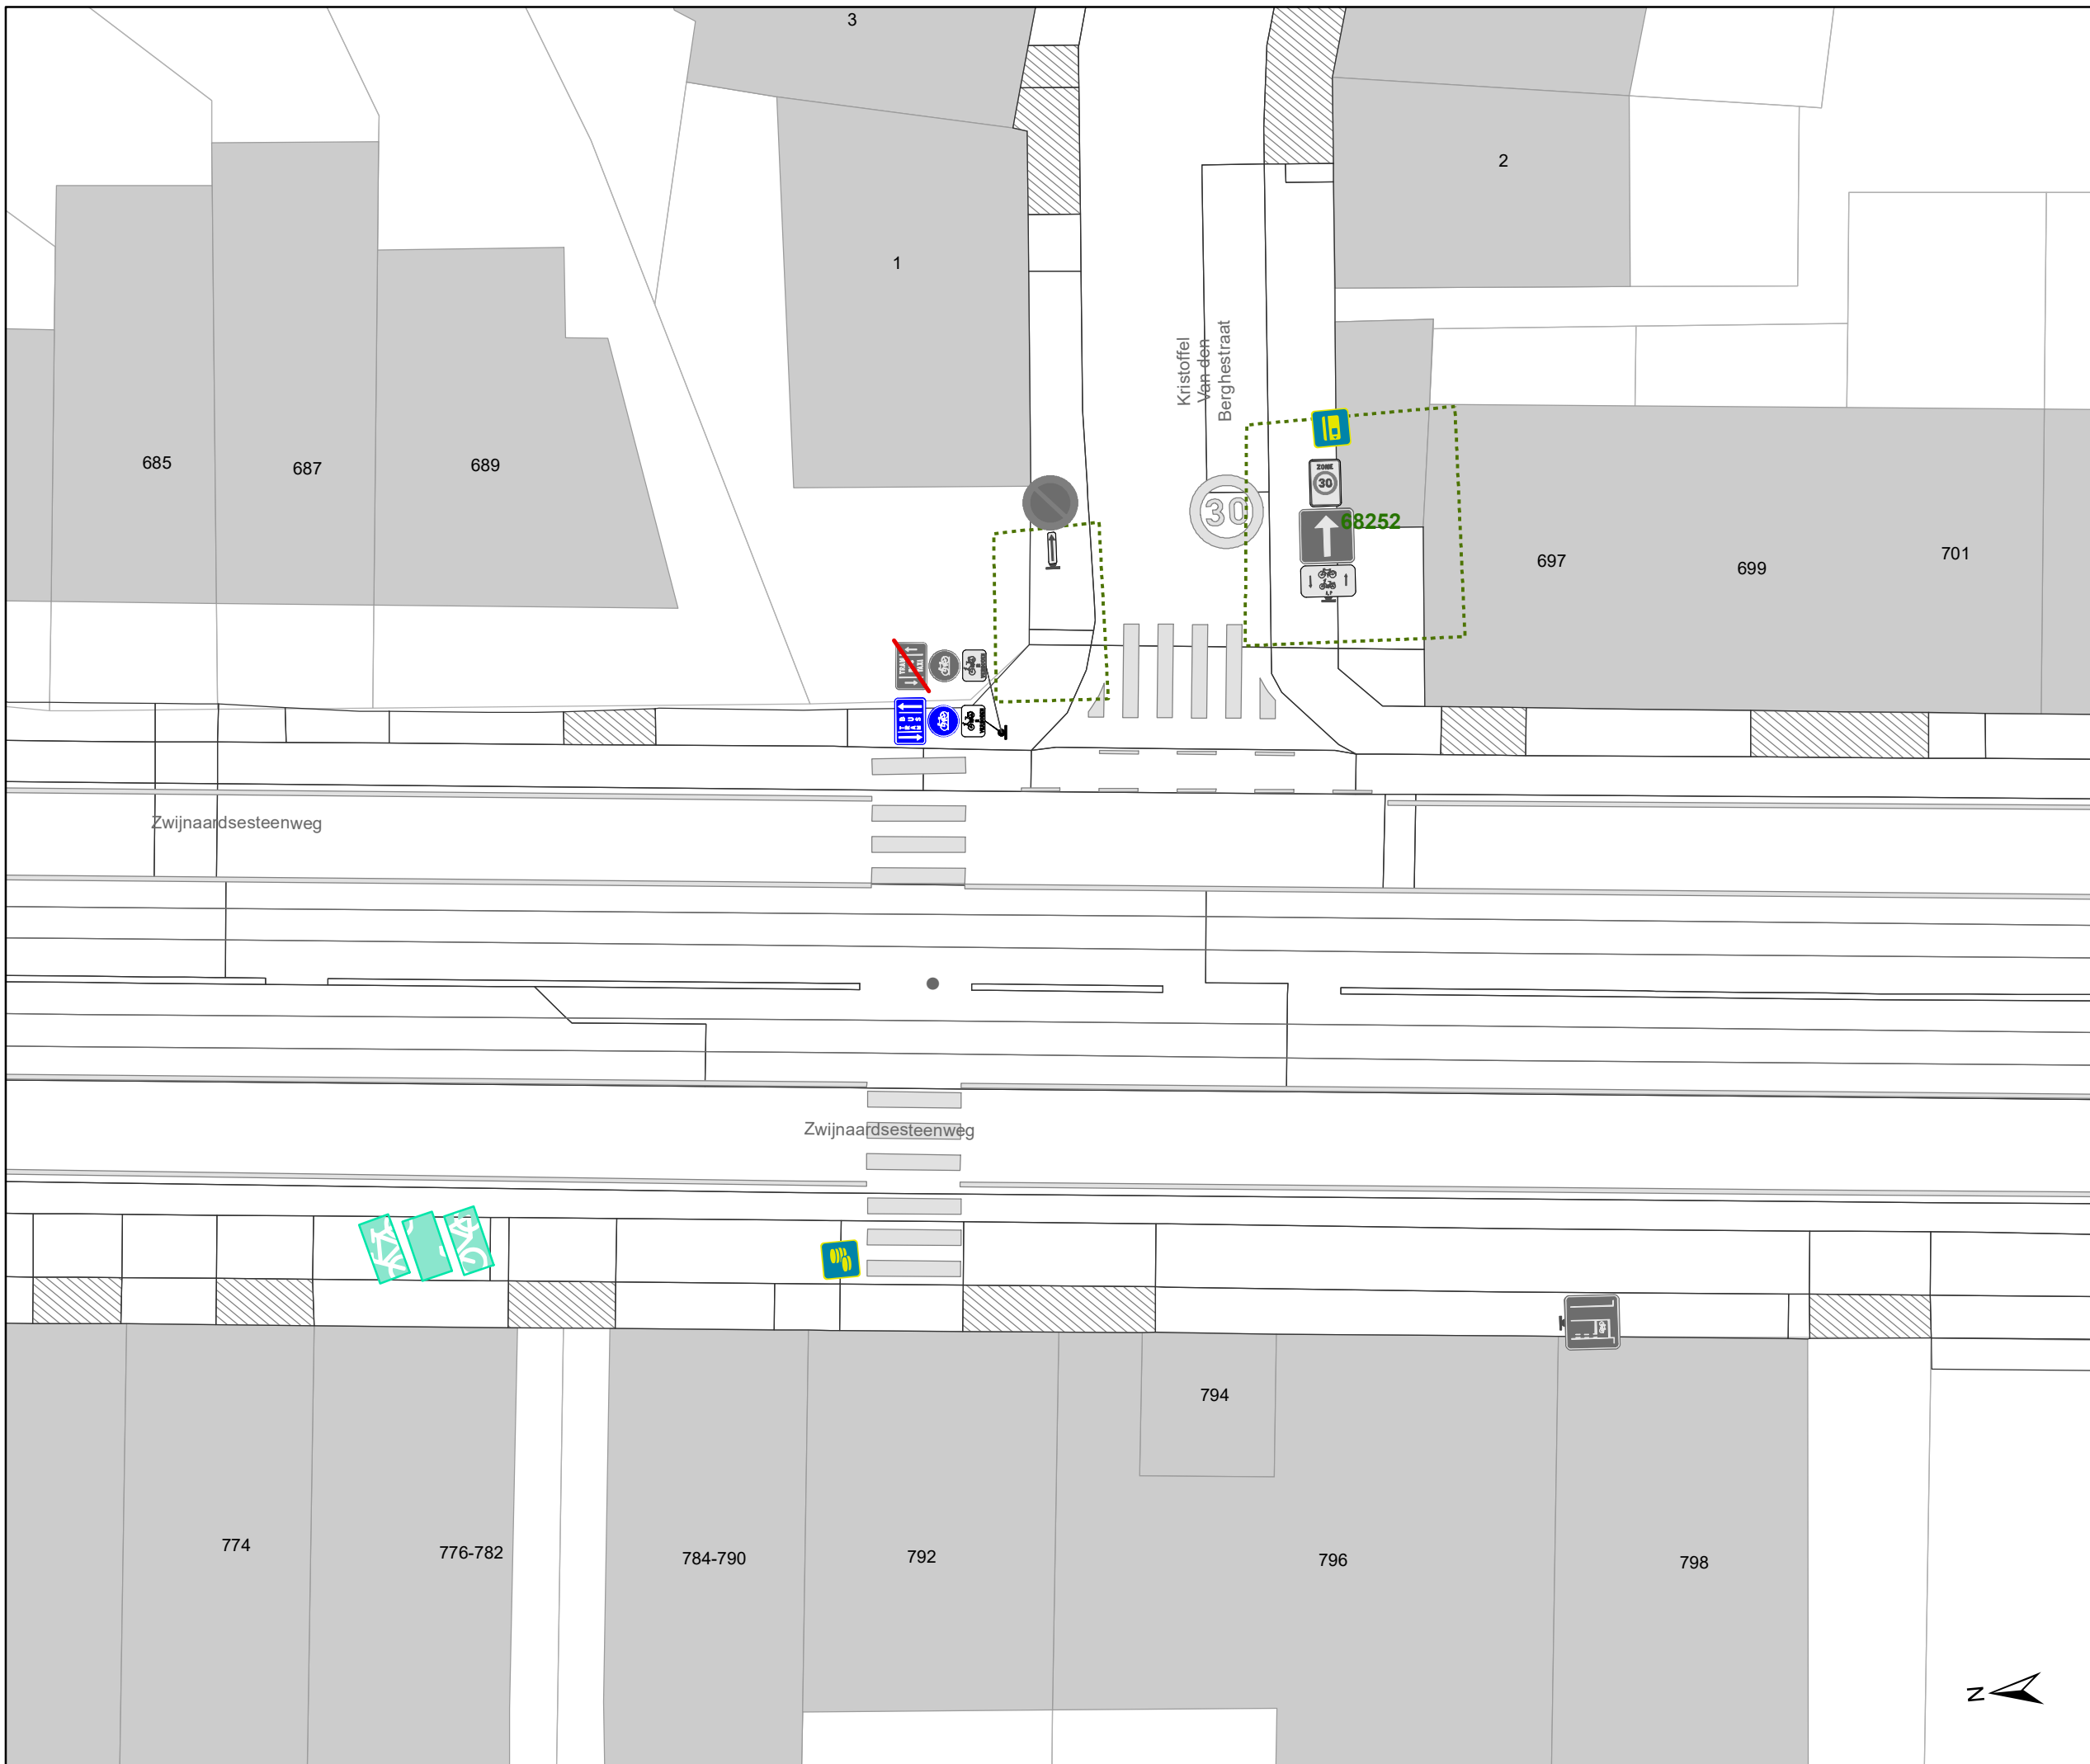 3
2
1
Kristoffel
Van den
Berghestraat
685
687
689
ZONE
30
30
68252
697
699
701
Zwijnaardsesteenweg
Zwijnaardsesteenweg
794
774
776-782
784-790
792
796
798
N